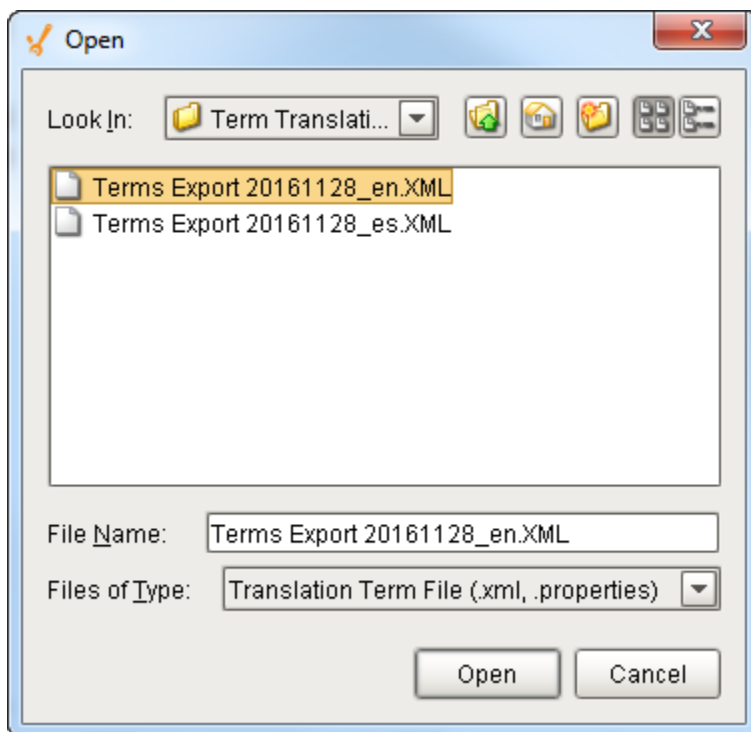 Open
Look In: Term Translati...
Terms Export 20161128_en.XML
Terms Export 20161128_es.XML
File Name: Terms Export 20161128_en.XML
Files of Type: Translation Term File (.xml, .properties)
Open Cancel